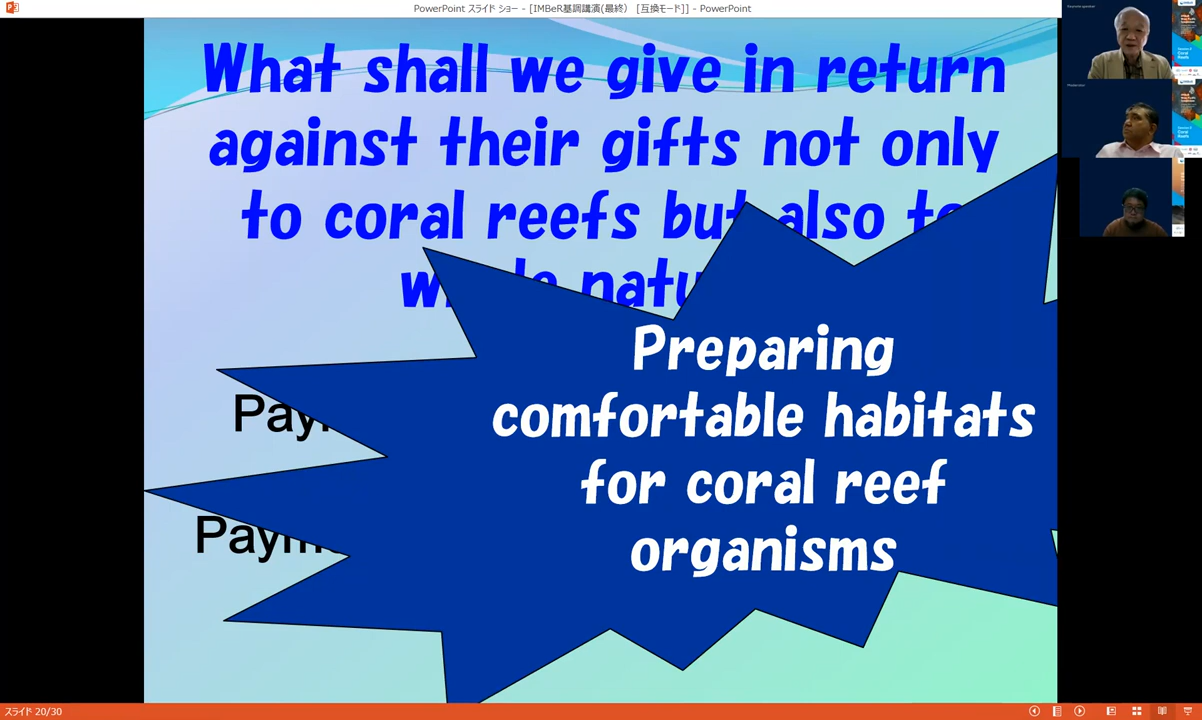 PowerPoint スライド ショー - [IMBeR基調講演(最終) [互換モード]] - PowerPoint
What shall we give in return
against their gifts not only
to coral reefs but also to
Preparing
comfortable habitats
for coral reef
organisms
スライド 20/30